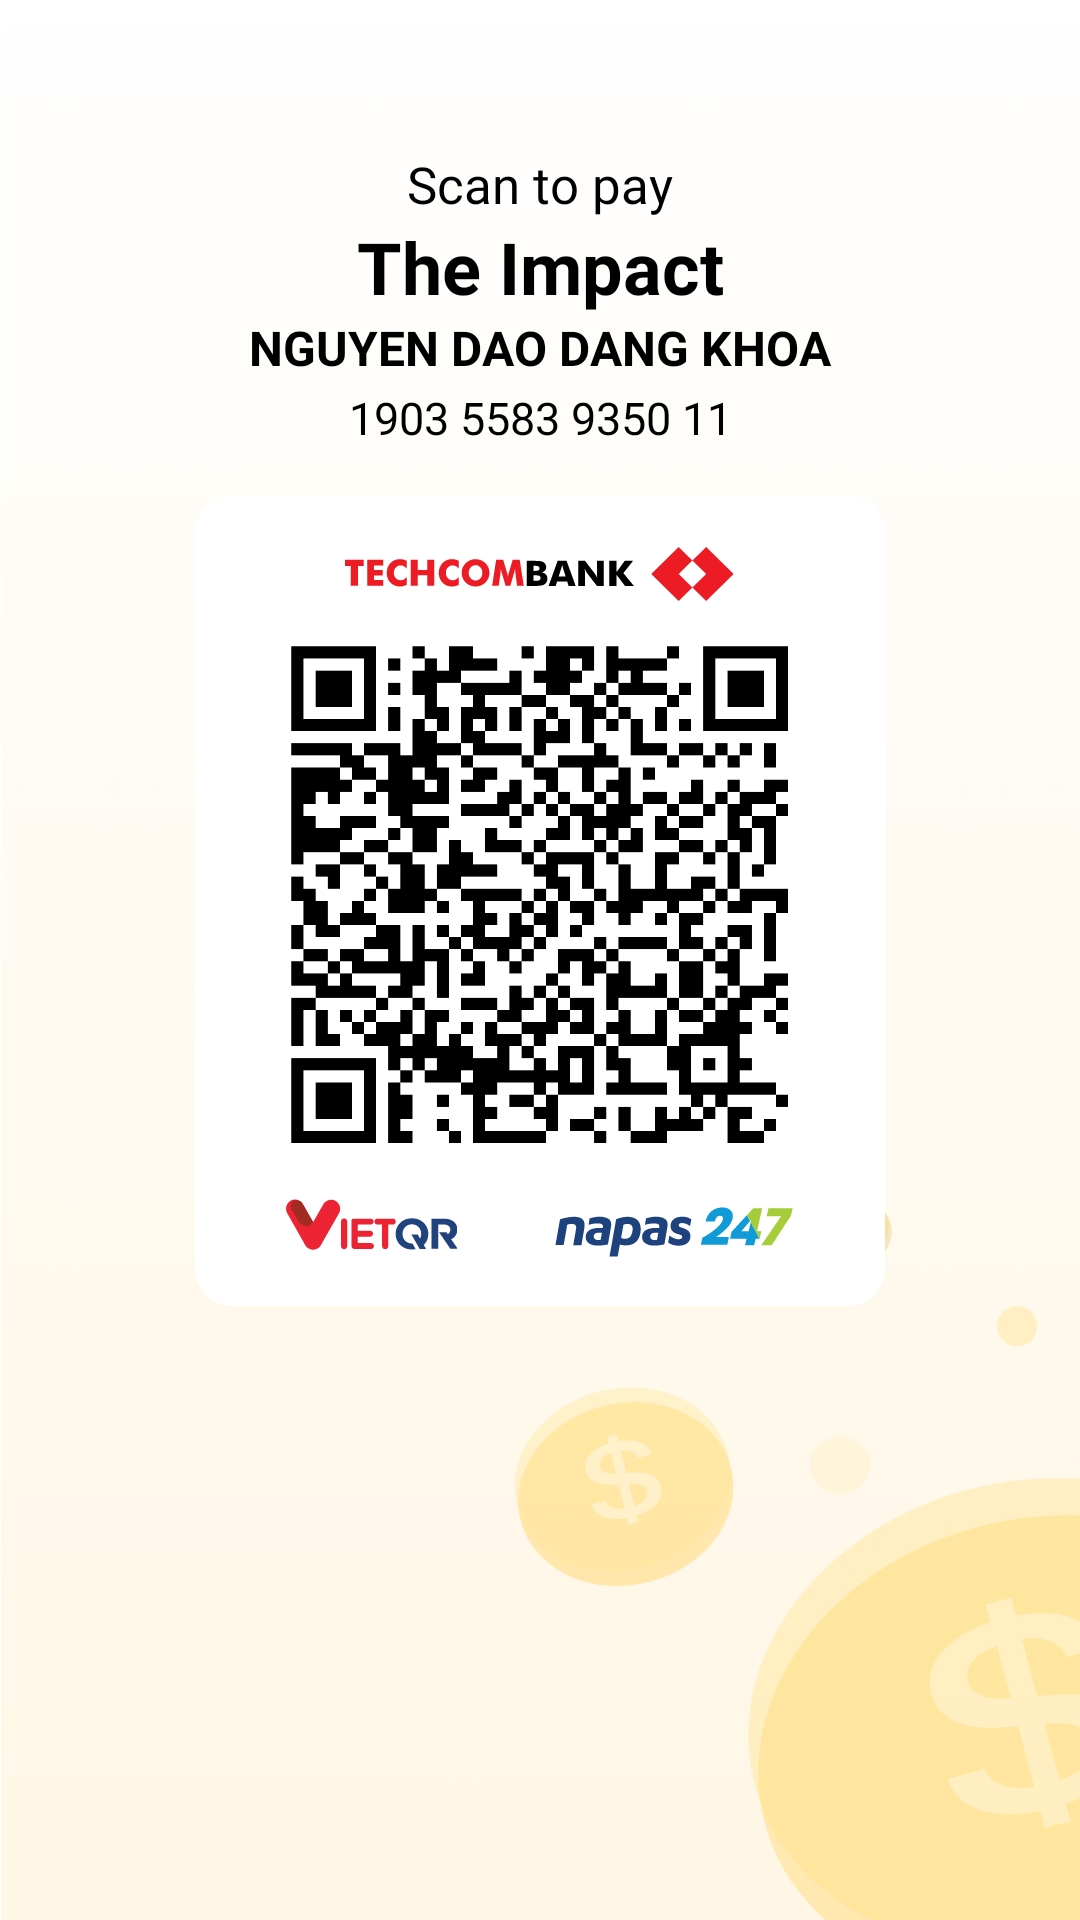 Scan to pay
The Impact
NGUYEN DAO DANG KHOA
1903 5583 9350 11
TECHCOMBANK
VIETQR
napas 247
$
$